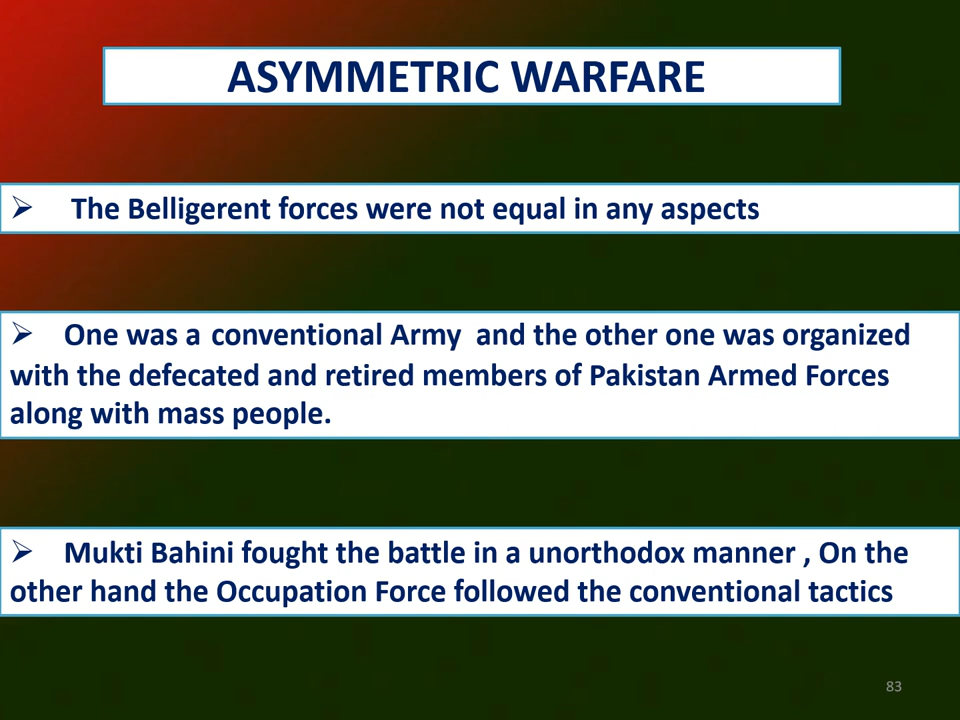 ASYMMETRIC WARFARE
➢ The Belligerent forces were not equal in any aspects
➢ One was a conventional Army and the other one was organized
with the defecated and retired members of Pakistan Armed Forces
along with mass people.
➢ Mukti Bahini fought the battle in a unorthodox manner , On the
other hand the Occupation Force followed the conventional tactics
83